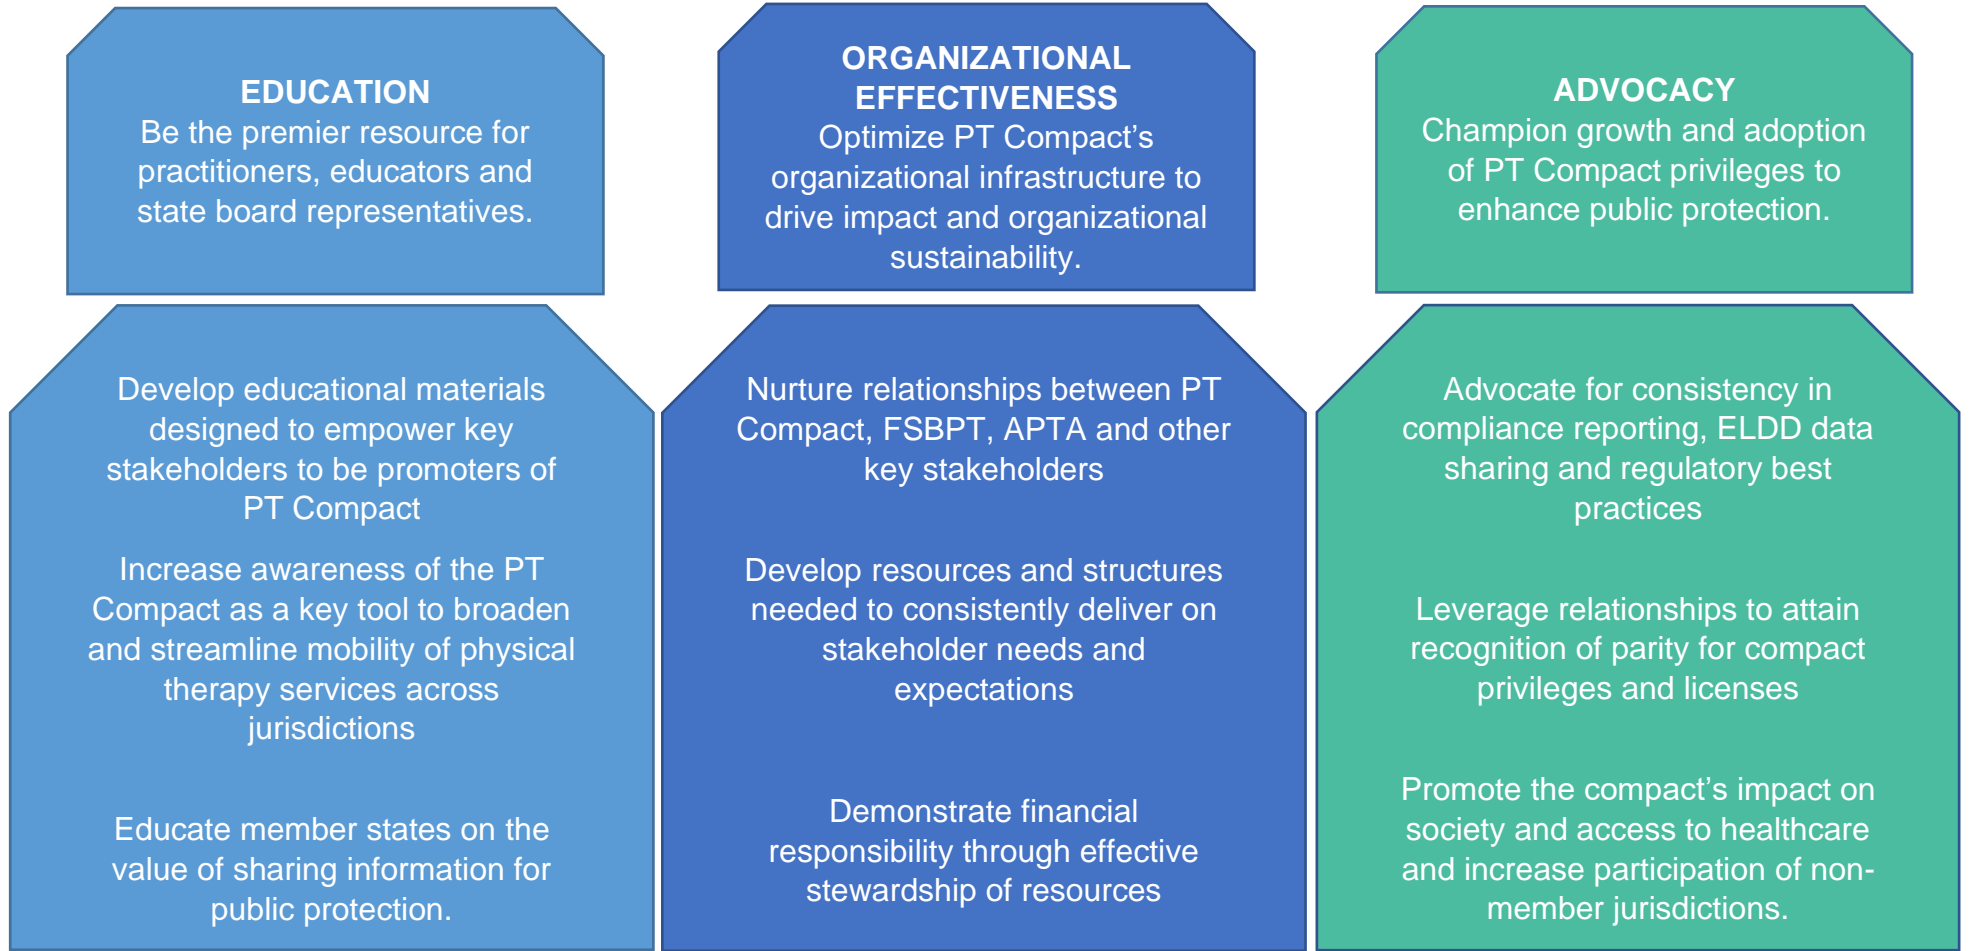 EDUCATION
Be the premier resource for
practitioners, educators and
state board representatives.
ORGANIZATIONAL
EFFECTIVENESS
Optimize PT Compact’s
organizational infrastructure to
drive impact and organizational
sustainability.
ADVOCACY
Champion growth and adoption
of PT Compact privileges to
enhance public protection.
Develop educational materials
designed to empower key
stakeholders to be promoters of
PT Compact
Increase awareness of the PT
Compact as a key tool to broaden
and streamline mobility of physical
therapy services across
jurisdictions
Educate member states on the
value of sharing information for
public protection.
Nurture relationships between PT
Compact, FSBPT, APTA and other
key stakeholders
Develop resources and structures
needed to consistently deliver on
stakeholder needs and
expectations
Demonstrate financial
responsibility through effective
stewardship of resources
Advocate for consistency in
compliance reporting, ELDD data
sharing and regulatory best
practices
Leverage relationships to attain
recognition of parity for compact
privileges and licenses
Promote the compact’s impact on
society and access to healthcare
and increase participation of non-
member jurisdictions.